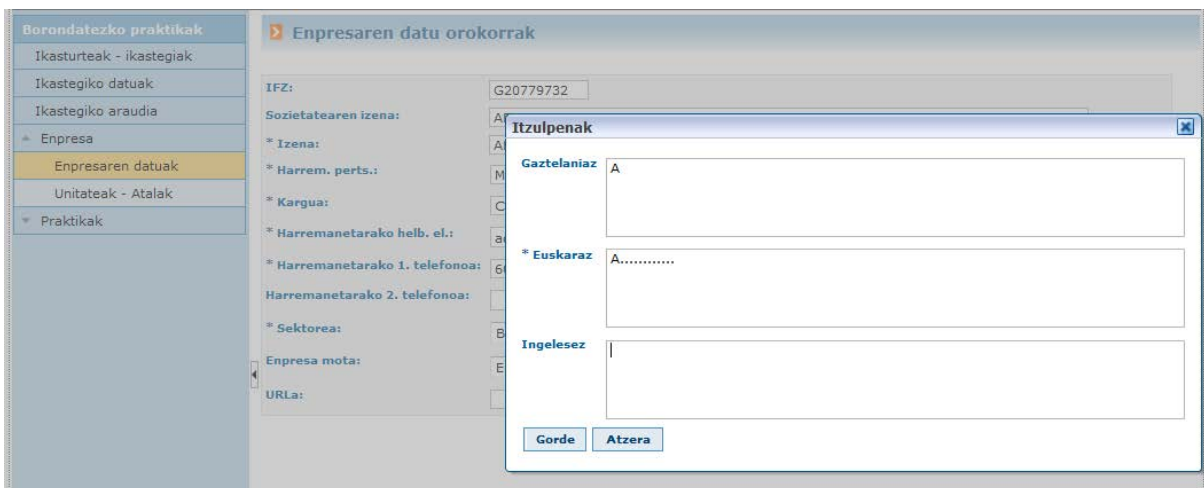 Borondatezko praktikak
Ikasturteak - ikastegiak
Ikastegiko datuak
Ikastegiko araudia
Enpresa
Enpresaren datuak
Unitateak - Atalak
Praktikak
Enpresaren datu orokorrak
IFZ: G20779732
Sozietatearen izena:
* Izena:
* Harrem. perts.: M
* Kargua: C
* Harremanetarako helb. el.:
* Harremanetarako 1. telefonoa:
Harremanetarako 2. telefonoa:
* Sektorea: B
Enpresa mota: E
URLa:
Itzulpenak
Gaztelaniaz A
* Euskaraz A............
Ingelesez
Gorde Atzera